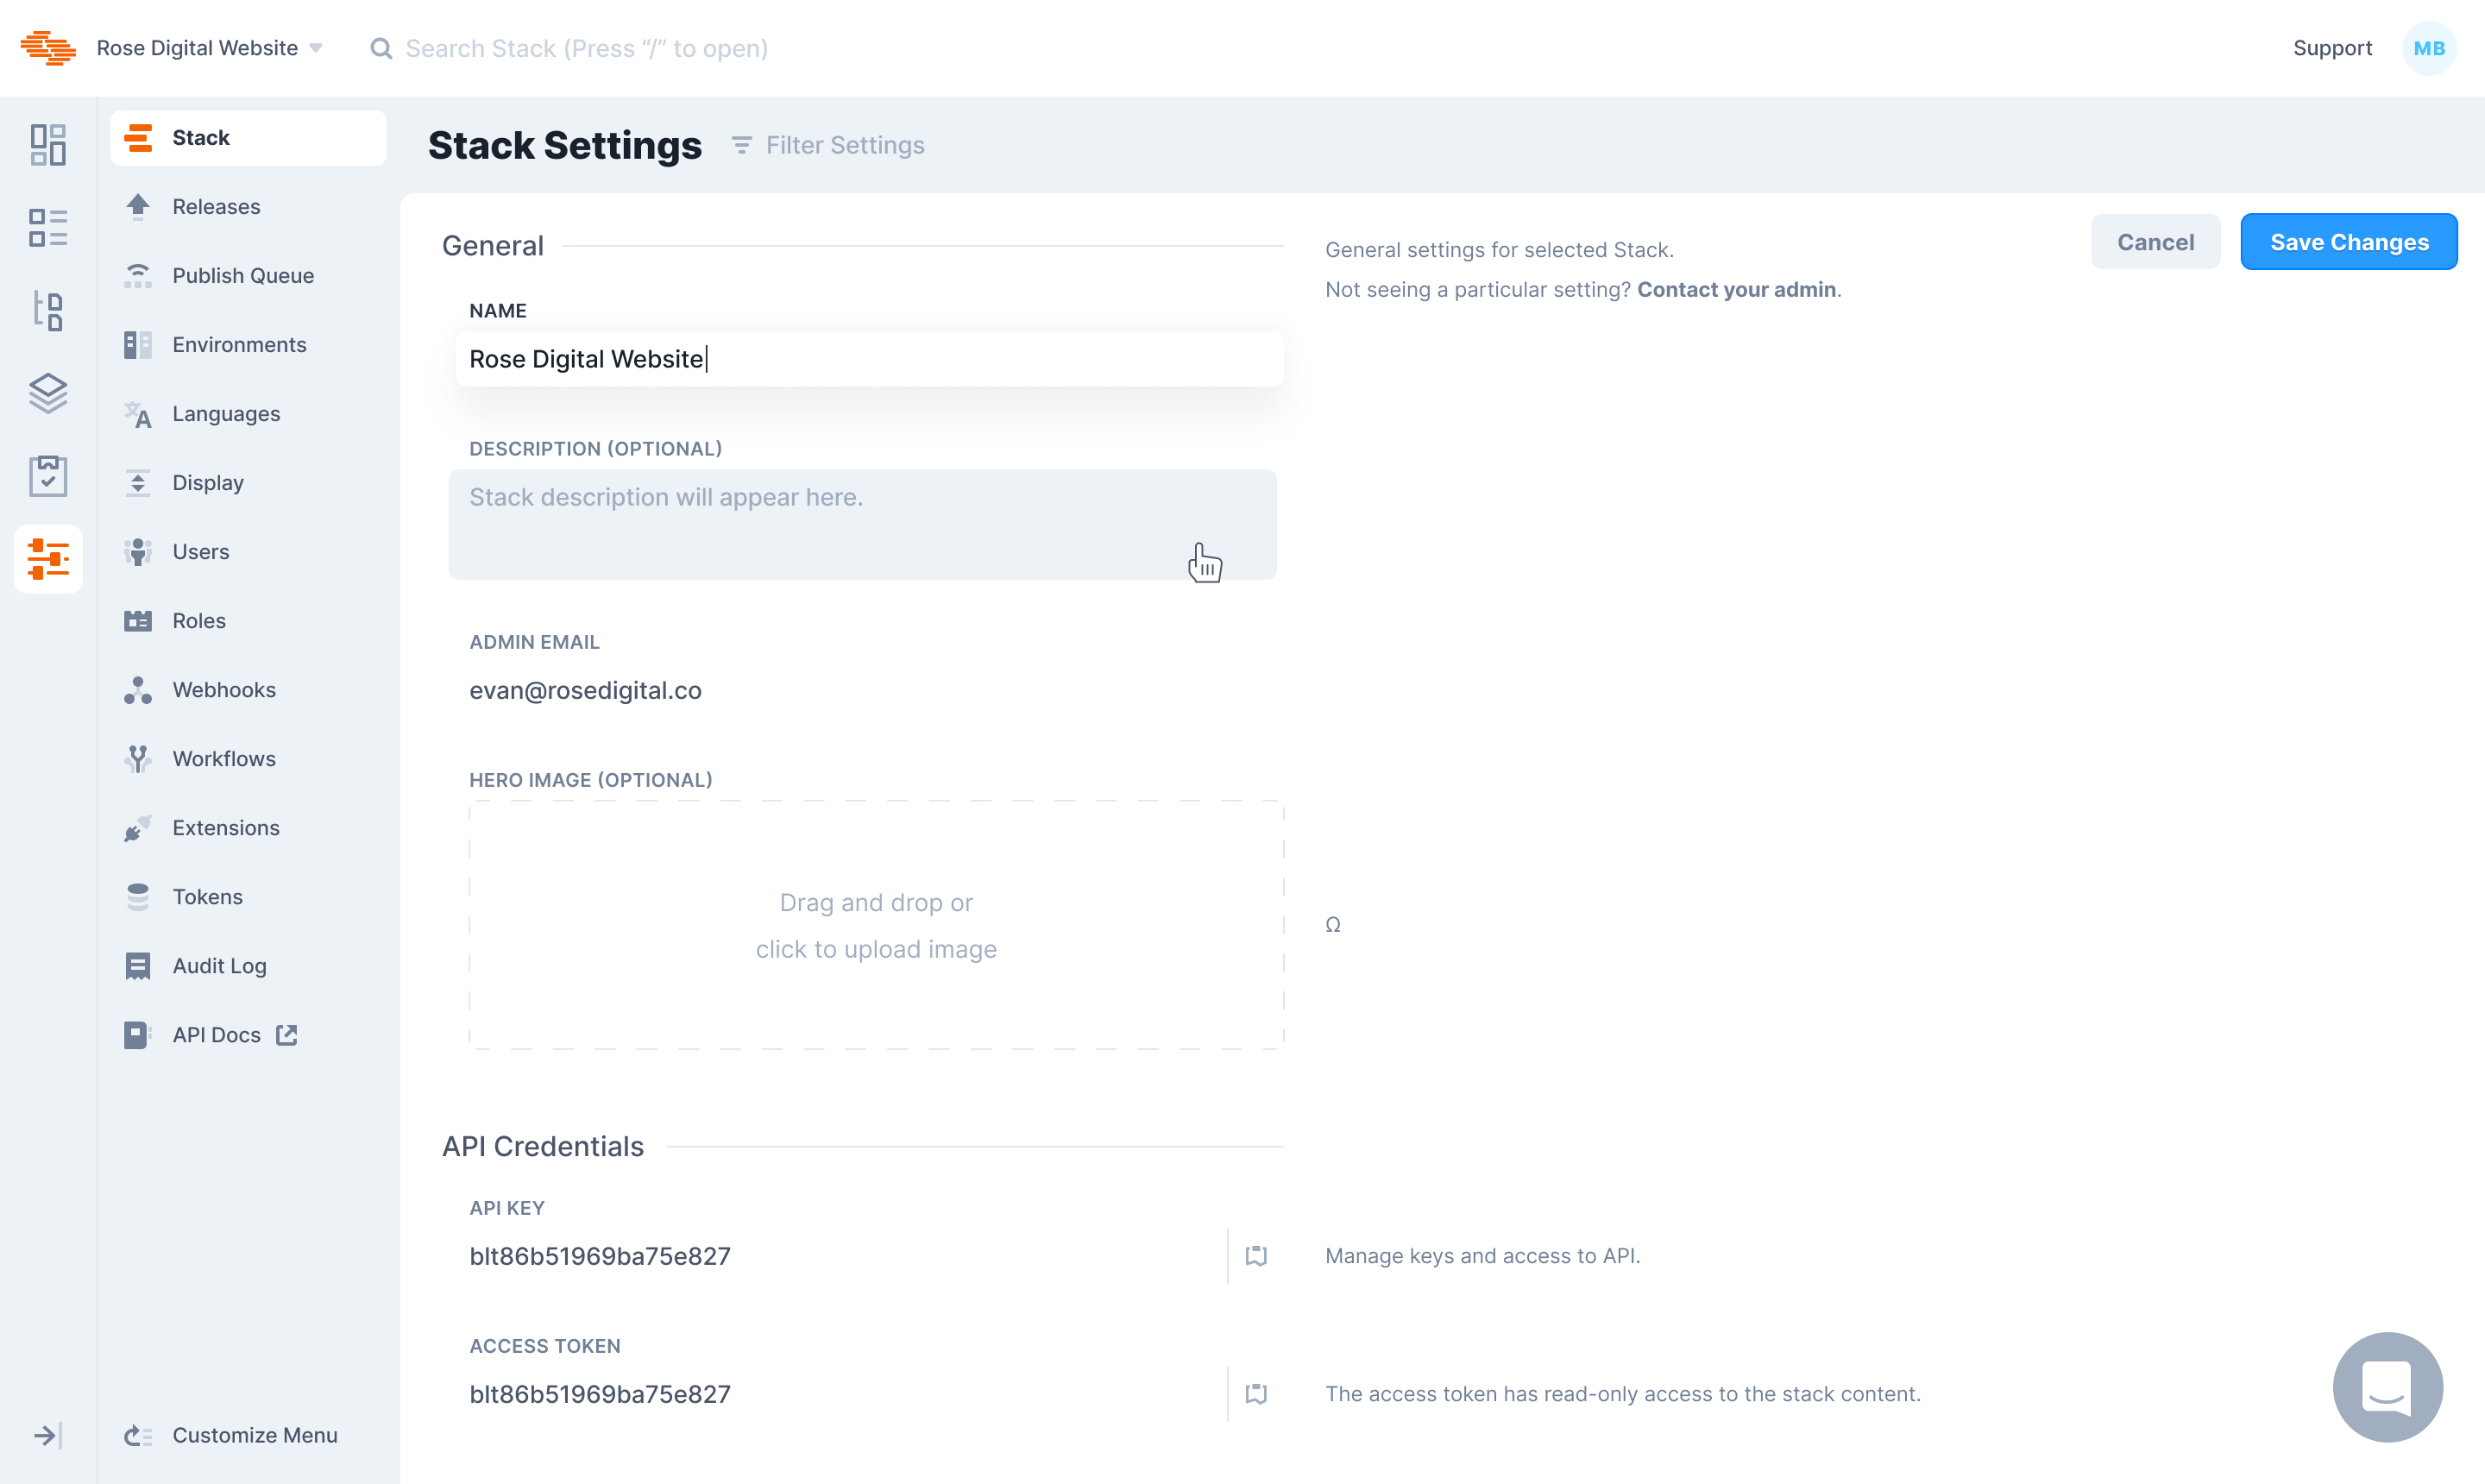 Rose Digital Website
Search Stack (Press “/” to open)
Support
MB
Stack
Releases
Publish Queue
Environments
Languages
Display
Users
Roles
Webhooks
Workflows
Extensions
Tokens
Audit Log
API Docs
Customize Menu
Stack Settings
Filter Settings
General
General settings for selected Stack.
Not seeing a particular setting? Contact your admin.
Cancel
Save Changes
NAME
Rose Digital Website
DESCRIPTION (OPTIONAL)
Stack description will appear here.
ADMIN EMAIL
evan@rosedigital.co
HERO IMAGE (OPTIONAL)
Drag and drop or
click to upload image
Ω
API Credentials
API KEY
blt86b51969ba75e827
Manage keys and access to API.
ACCESS TOKEN
blt86b51969ba75e827
The access token has read-only access to the stack content.